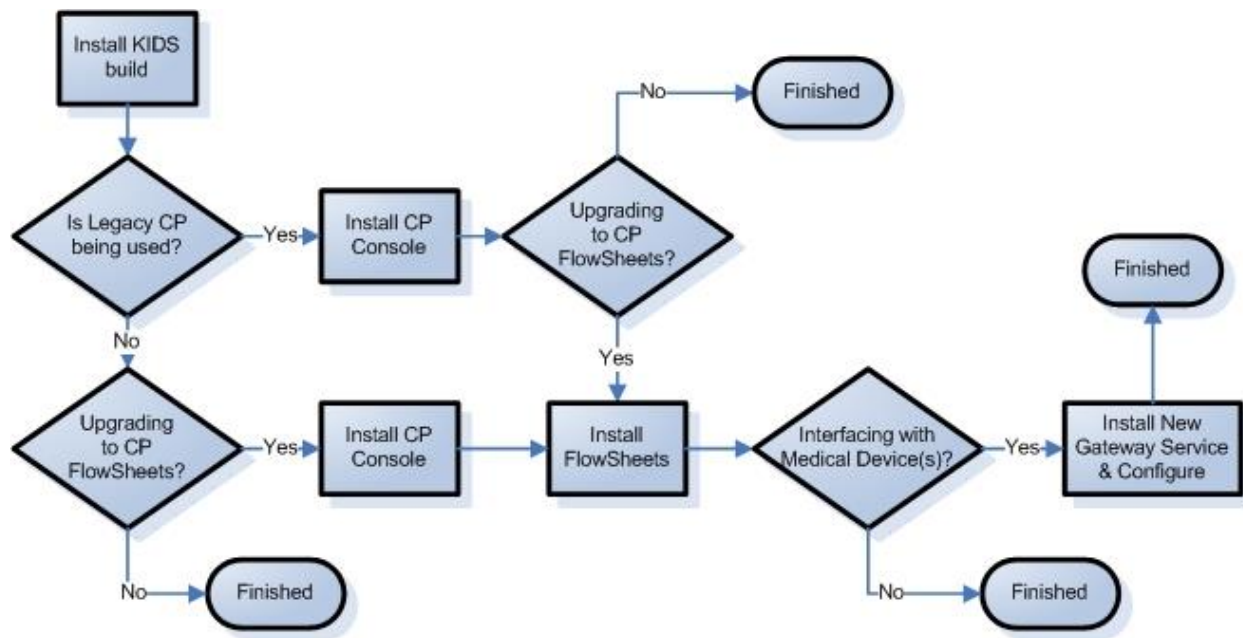 Install KIDS
build
No
Finished
Is Legacy CP
being used?
Yes
Install CP
Console
Upgrading
to CP
FlowSheets?
Finished
No
Yes
Upgrading
to CP
FlowSheets?
Yes
Install CP
Console
Install
FlowSheets
Interfacing with
Medical Device(s)?
Yes
Install New
Gateway Service
& Configure
No
Finished
No
Finished